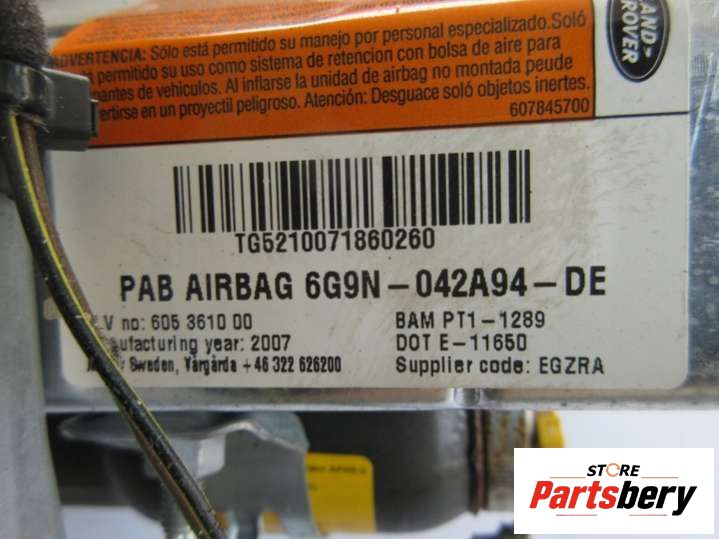 ADVERTENCIA: Sólo está permitido su manejo por personal especializado. Soló
permitido su uso como sistema de retencion con bolsa de aire para
de vehiculos. Al inflarse la unidad de airbag no montada peude
en un proyectil peligroso. Atención: Desguace soló objetos inertes.
607845700
LAND-
ROVER
TG5210071860260
PAB AIRBAG 6G9N-042A94-DE
V no: 605 3610 00
BAM PT1-1289
ufacturing year: 2007
DOT E-11650
Sweden, Vårgårda +46 322 626200
Supplier code: EGZRA
STORE
Partsbery